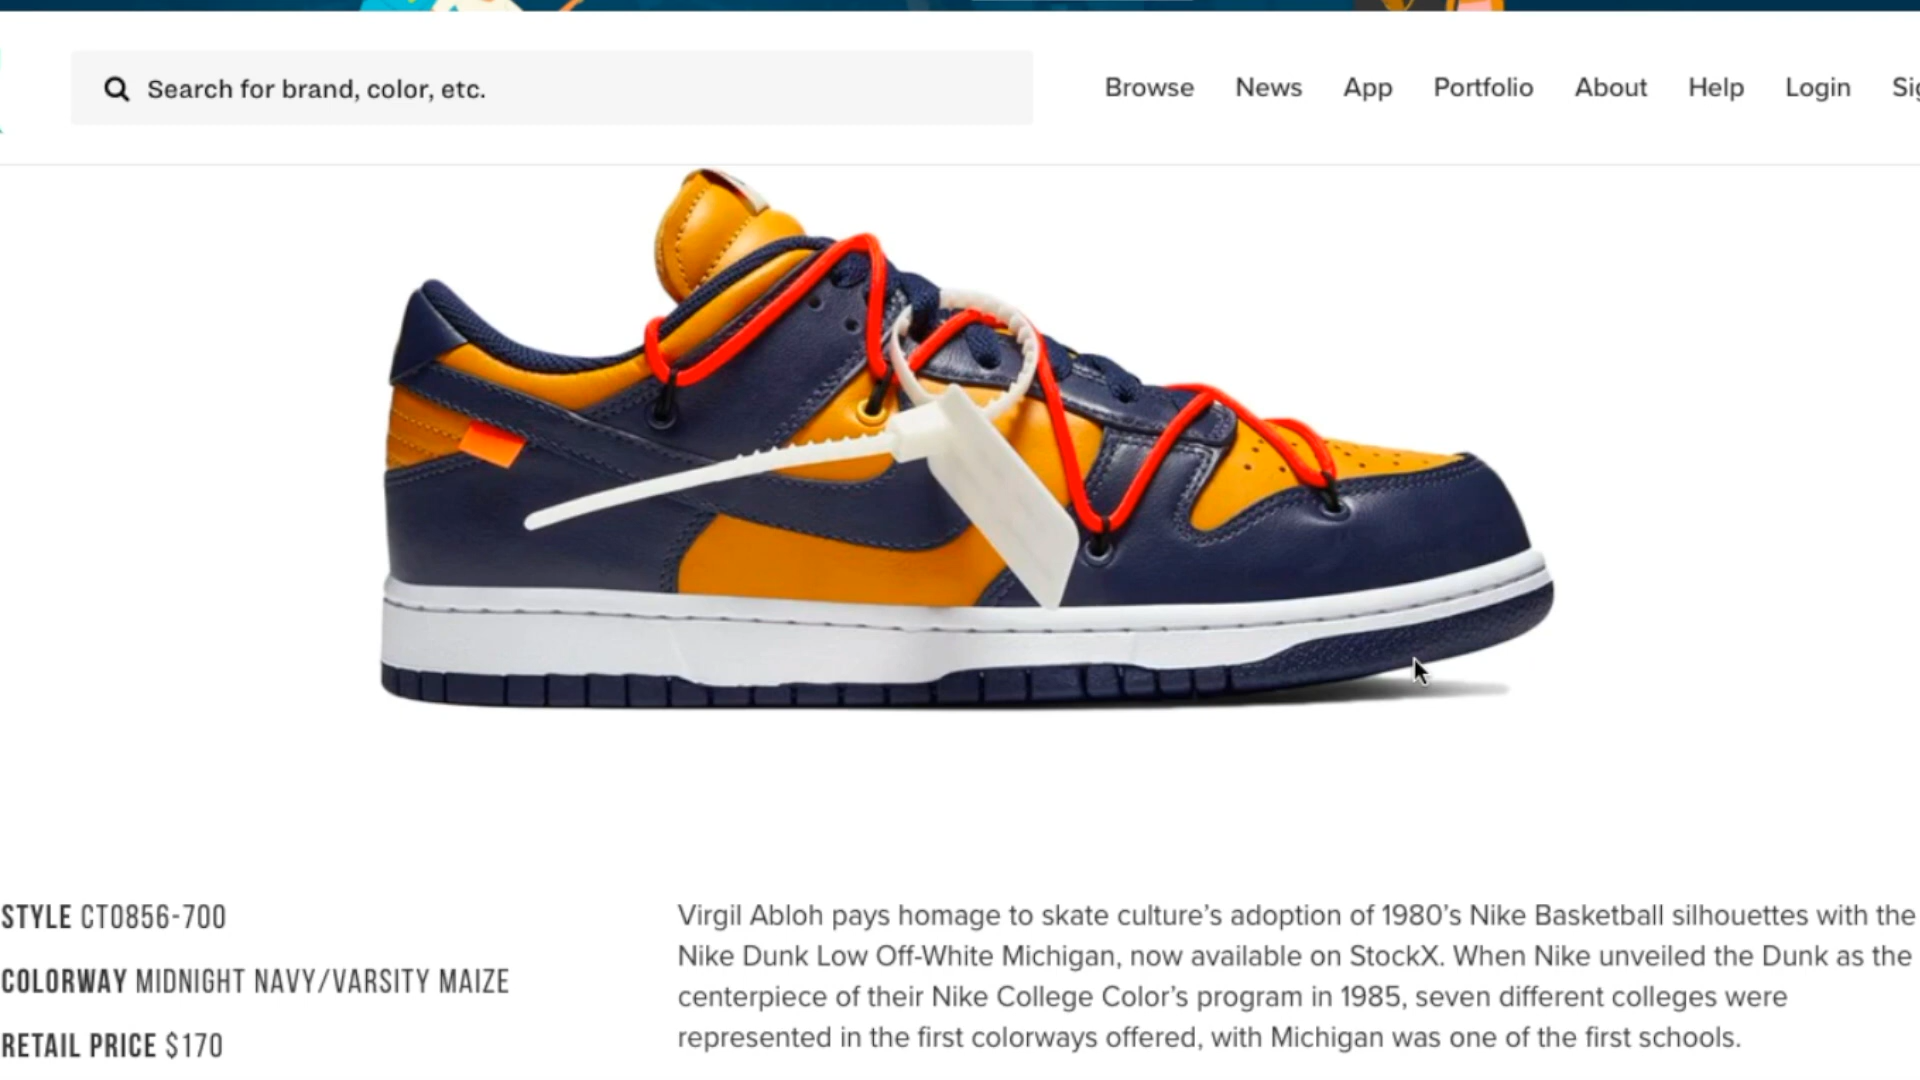 Search for brand, color, etc.
Browse News App Portfolio About Help Login
STYLE CT0856-700
COLORWAY MIDNIGHT NAVY/VARSITY MAIZE
RETAIL PRICE $170
Virgil Abloh pays homage to skate culture’s adoption of 1980’s Nike Basketball silhouettes with the
Nike Dunk Low Off-White Michigan, now available on StockX. When Nike unveiled the Dunk as the
centerpiece of their Nike College Color’s program in 1985, seven different colleges were
represented in the first colorways offered, with Michigan was one of the first schools.